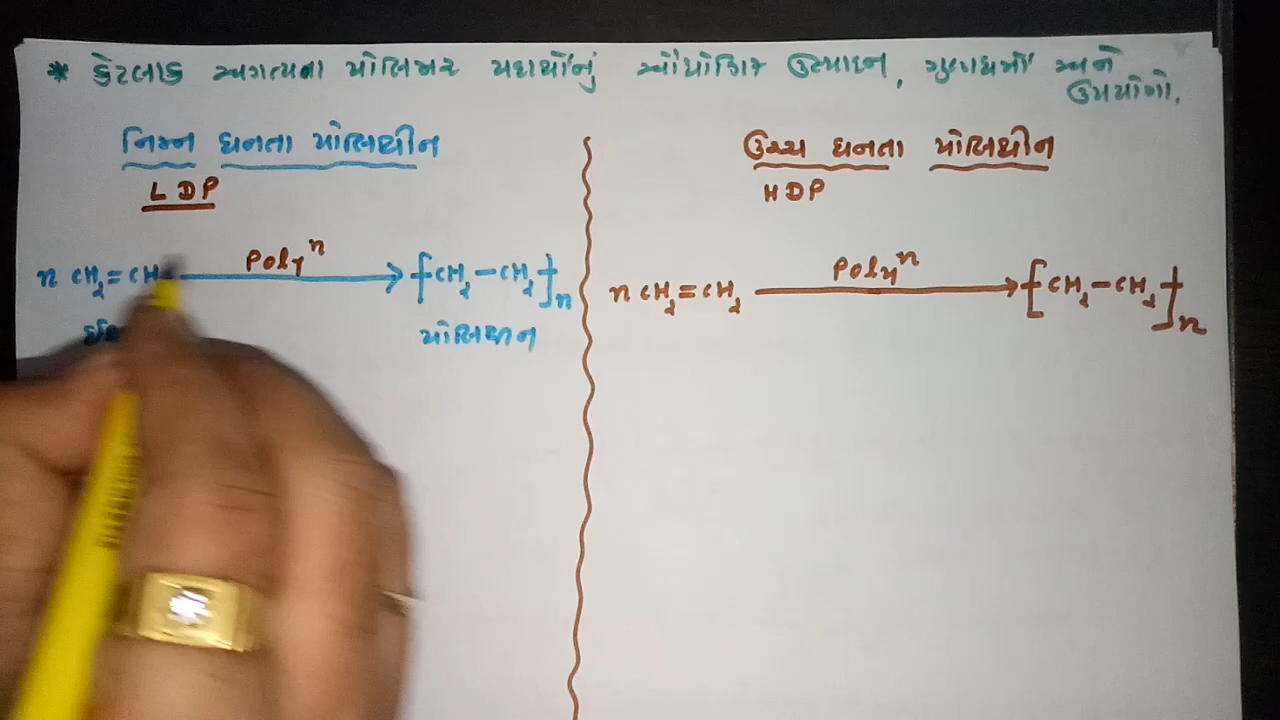 * કેટલાક અગત્યના પોલિમર પદાર્થોનું ઔદ્યોગિક ઉત્પાદન, ગુણધર્મો અને
ઉપયોગો.
નિમ્ન ઘનતા પોલિથીન
LDP
n CH₂=CH
Polyⁿ
[CH₂-CH₂]n
પોલિથીન
ઉચ્ચ ઘનતા પોલિથીન
HDP
n CH₂=CH₂
Polyⁿ
[CH₂-CH₂]n